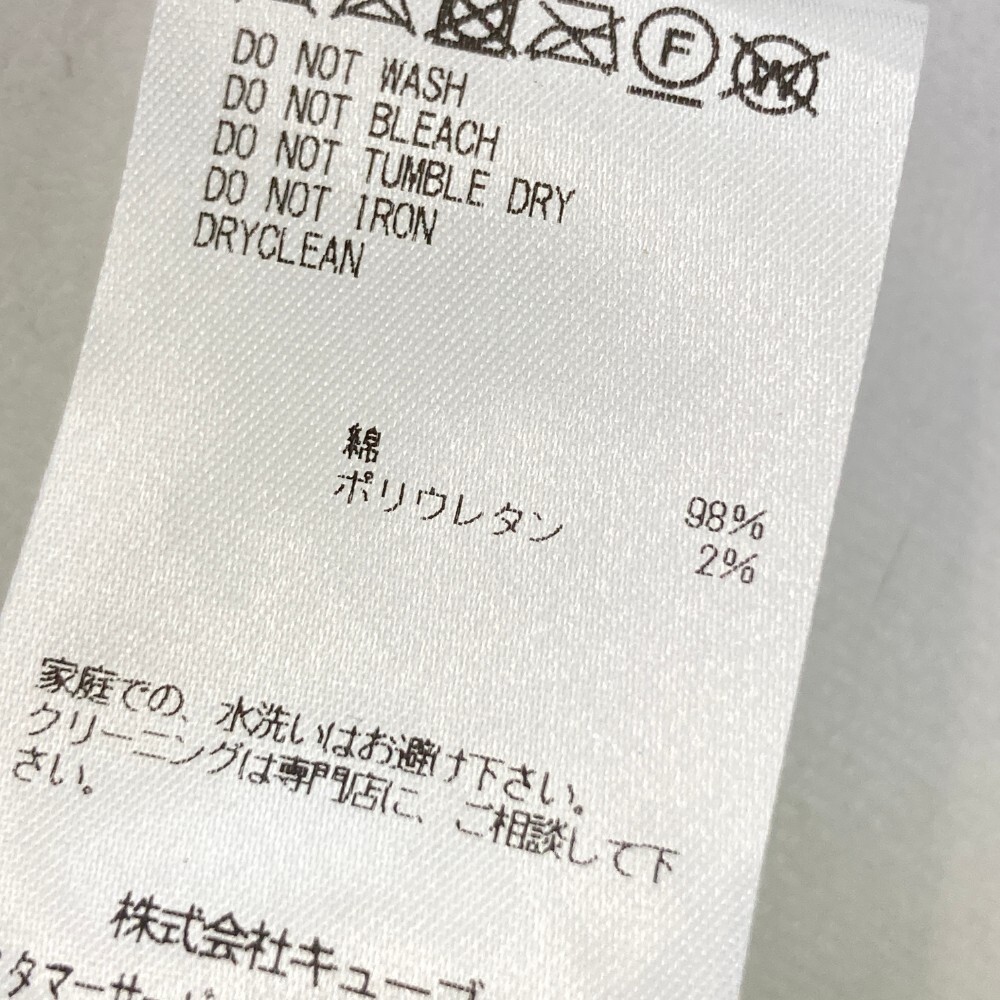 F W
DO NOT WASH
DO NOT BLEACH
DO NOT TUMBLE DRY
DO NOT IRON
DRYCLEAN
綿 98%
ポリウレタン 2%
家庭での、水洗いはお避け下さい。
クリーニングは専門店に、ご相談して下
さい。
株式会社キューブ